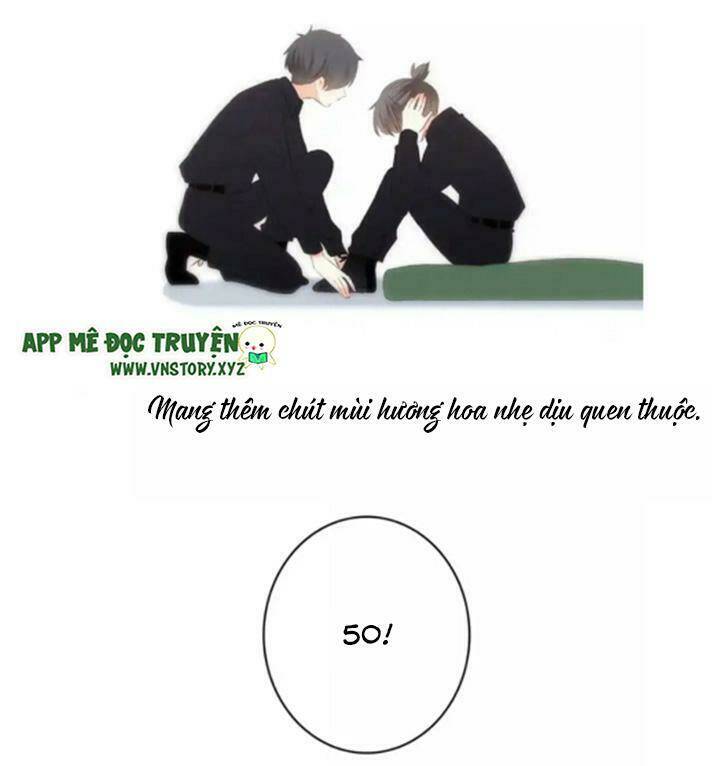 MÊ ĐỌC TRUYỆN
APP MÊ ĐỌC TRUYỆN
WWW.VNSTORY.XYZ
Mang thêm chút mùi hương hoa nhẹ dịu quen thuộc.
50!